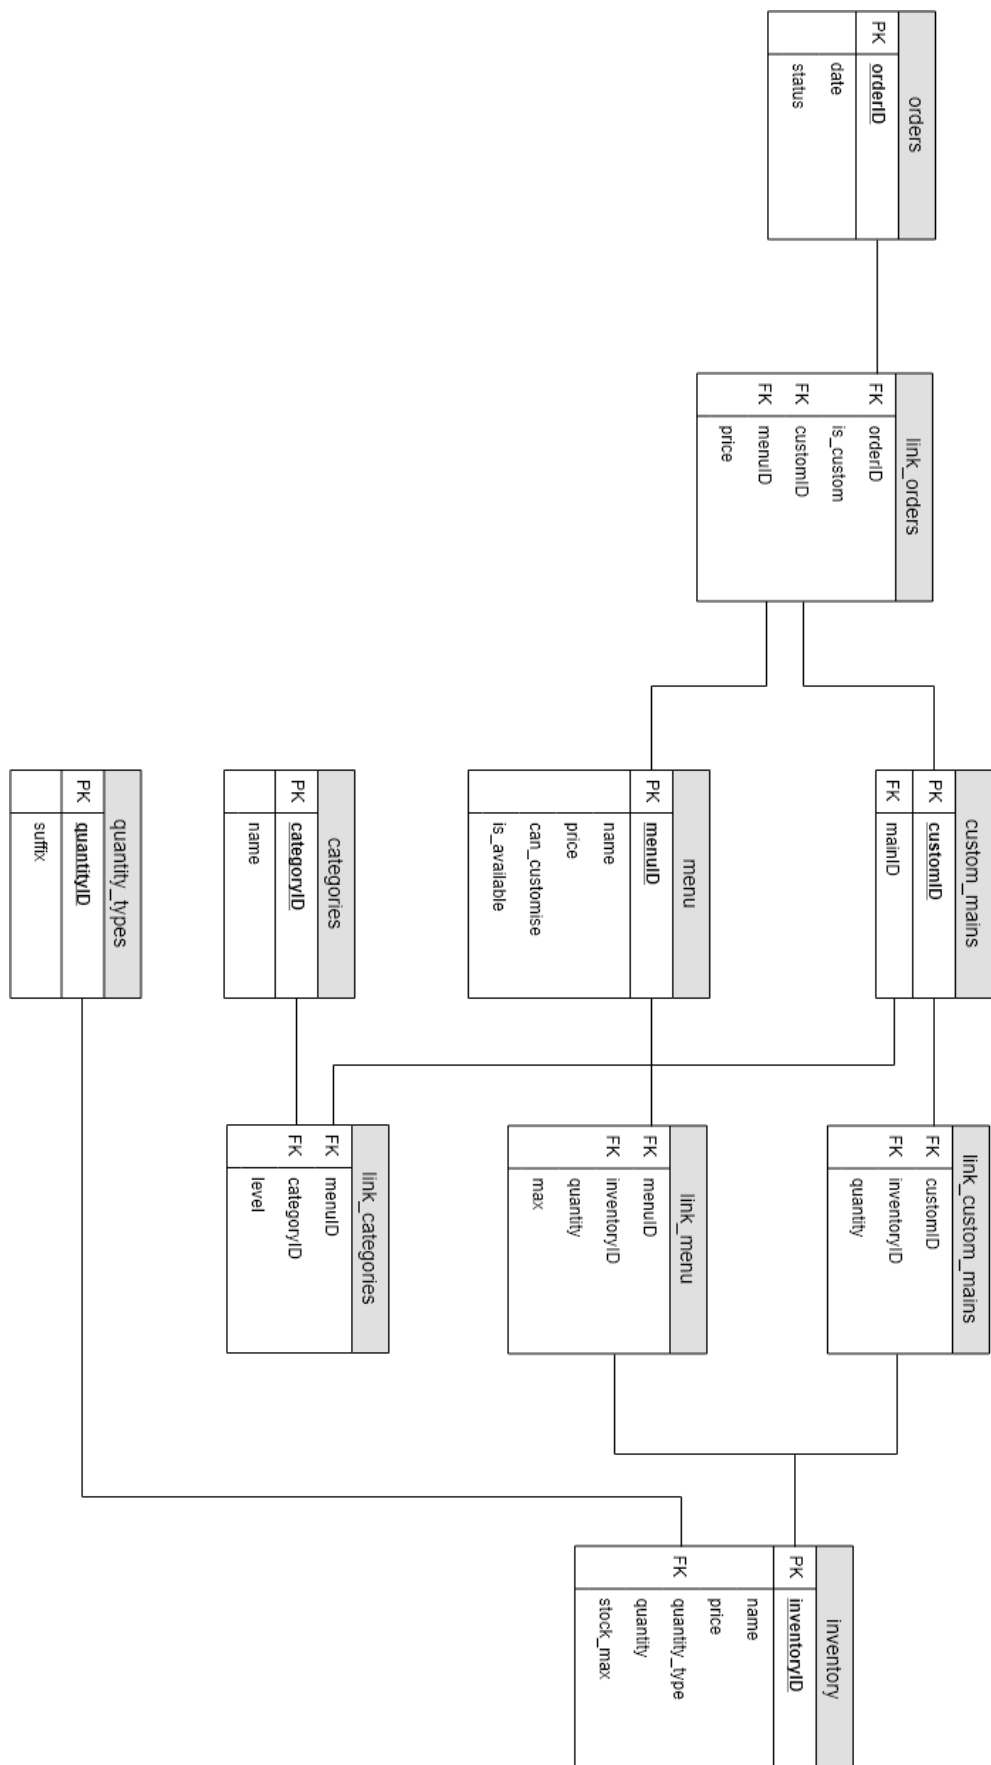 orders
PK orderID
date
status
link_orders
FK orderID
is_custom
FK customID
FK menuID
price
custom_mains
PK customID
FK mainID
menu
PK menuID
name
price
can_customise
is_available
categories
PK categoryID
name
quantity_types
PK quantityID
suffix
link_custom_mains
FK customID
FK inventoryID
quantity
link_menu
FK menuID
FK inventoryID
quantity
max
link_categories
FK menuID
FK categoryID
level
inventory
PK inventoryID
name
price
FK quantity_type
quantity
stock_max